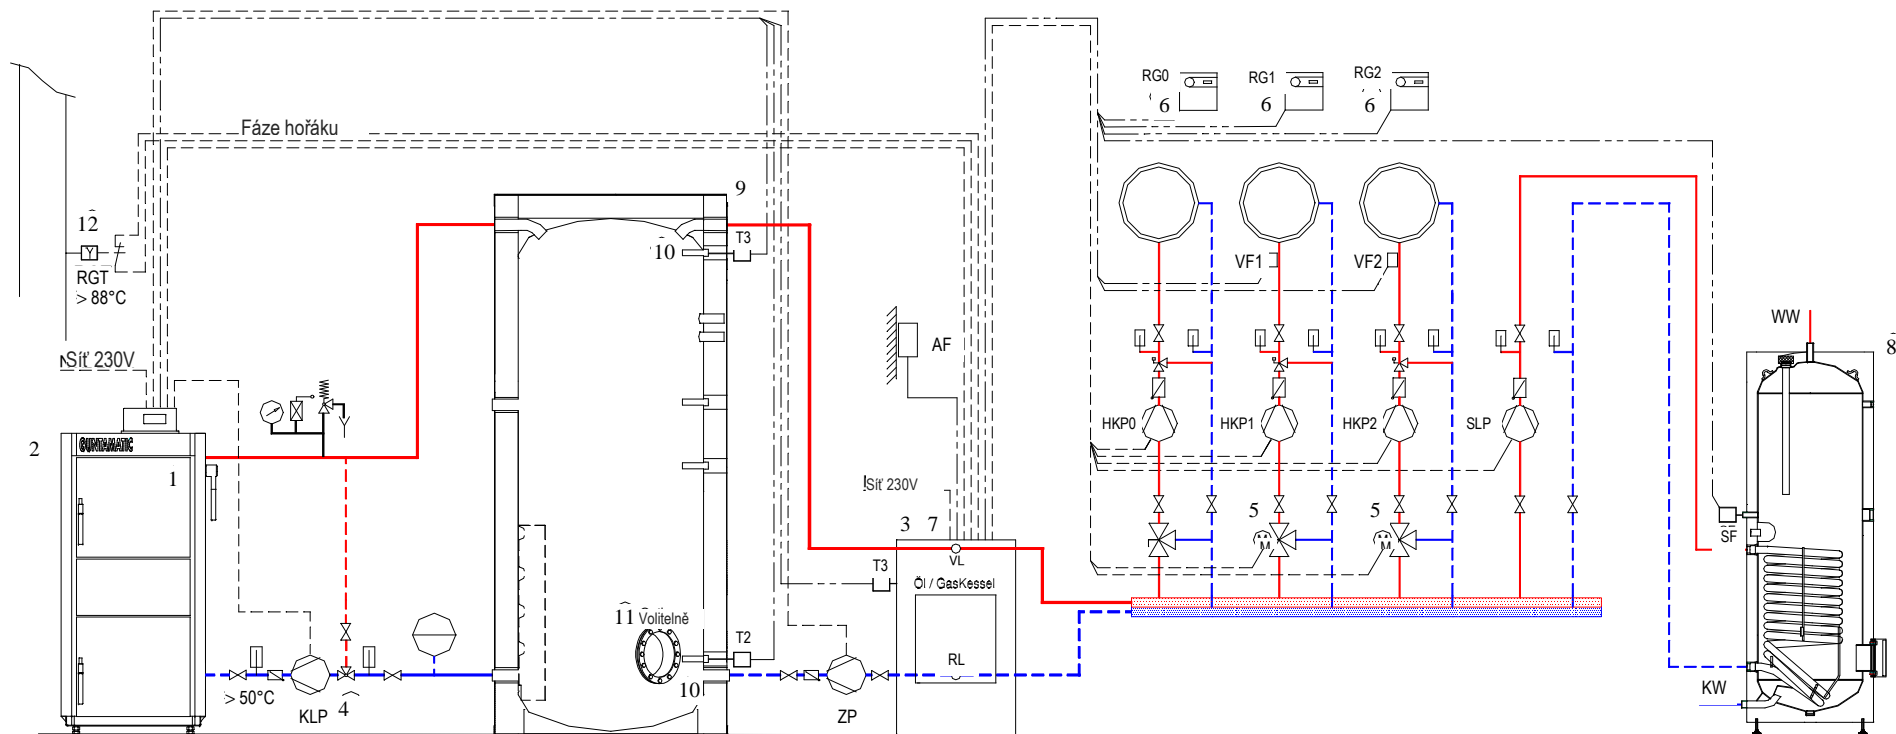 RG0
RG1
RG2
6
6
6
Fáze hořáku
12
RGT
> 88°C
Síť 230V
9
10
T3
VF1
VF2
AF
WW
8
2
GUNTAMATIC
1
HKP0
HKP1
HKP2
SLP
Síť 230V
3
7
5
5
SF
VL
T3
Öl / GasKessel
11 Volitelně
T2
RL
10
> 50°C
KLP
4
ZP
KW